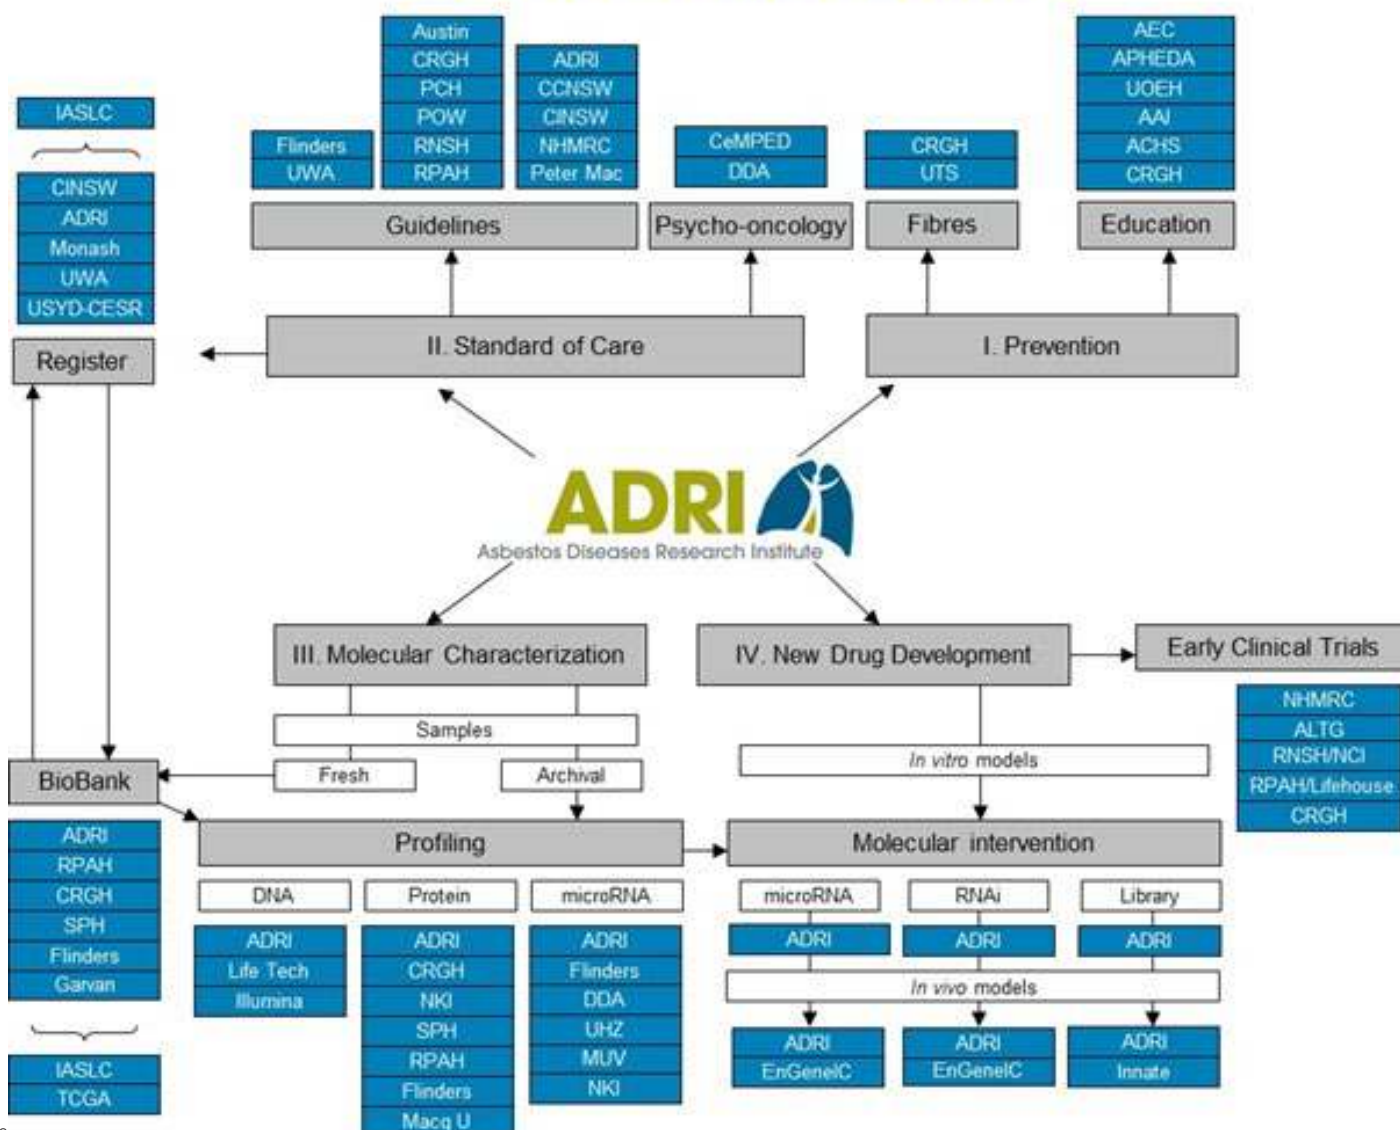 Austin
CRGH
PCH
POW
RNSH
RPAH
ADRI
CCNSW
CINSW
NHMRC
Peter Mac
AEC
APHEDA
UOEH
AAI
ACHS
CRGH
IASLC
CINSW
ADRI
Monash
UWA
USYD-CESR
Flinders
UWA
CeMPED
DDA
CRGH
UTS
Guidelines
Psycho-oncology
Fibres
Education
Register
II. Standard of Care
I. Prevention
ADRI
Asbestos Diseases Research Institute
III. Molecular Characterization
IV. New Drug Development
Early Clinical Trials
NHMRC
ALTG
RNSH/NCI
RPAH/Lifehouse
CRGH
Samples
Fresh
Archival
In vitro models
BioBank
ADRI
RPAH
CRGH
SPH
Flinders
Garvan
IASLC
TCGA
Profiling
Molecular intervention
DNA
Protein
microRNA
microRNA
RNAi
Library
ADRI
Life Tech
Illumina
ADRI
CRGH
NKI
SPH
RPAH
Flinders
Macq U
ADRI
Flinders
DDA
UHZ
MUV
NKI
ADRI
ADRI
ADRI
In vivo models
ADRI
EnGeneIC
ADRI
EnGeneIC
ADRI
Innate